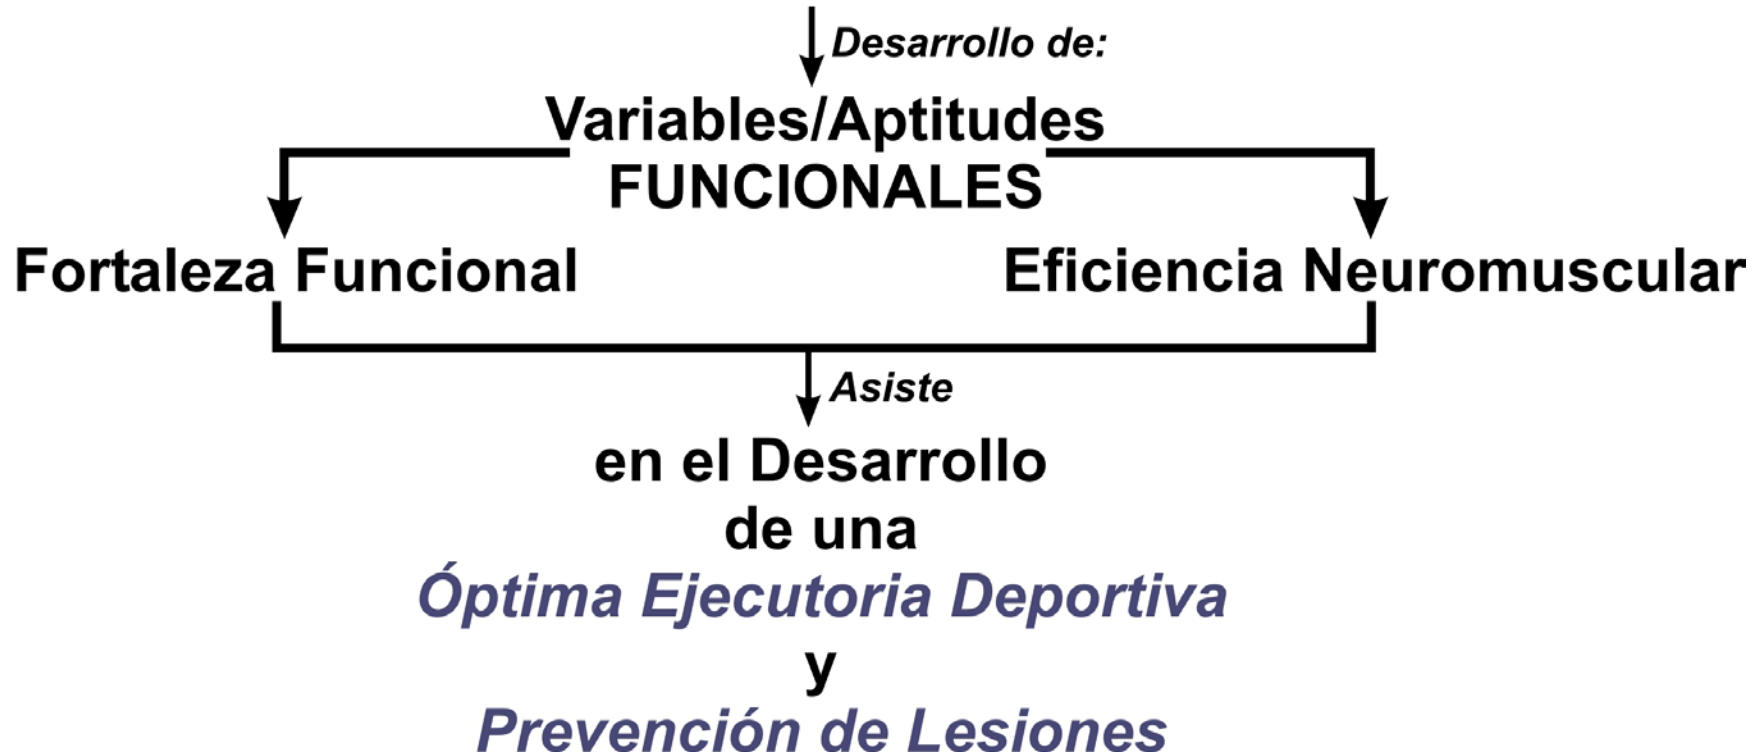 Desarrollo de:
Variables/Aptitudes
FUNCIONALES
Fortaleza Funcional
Eficiencia Neuromuscular
Asiste
en el Desarrollo
de una
Óptima Ejecutoria Deportiva
y
Prevención de Lesiones